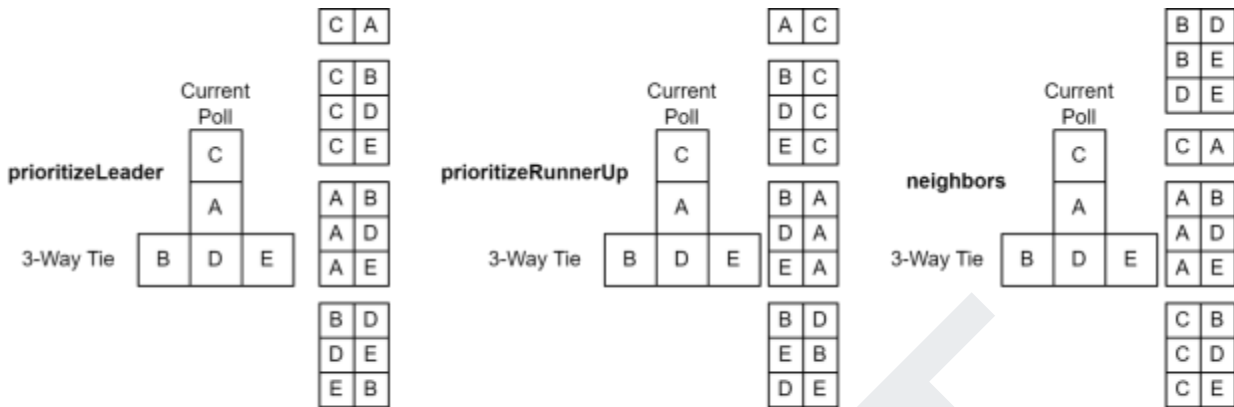 C A
C B
C D
C E
A B
A D
A E
B D
D E
E B
Current
Poll
C
A
B D E
prioritizeLeader
3-Way Tie
A C
B C
D C
E C
B A
D A
E A
B D
E B
D E
Current
Poll
C
A
B D E
prioritizeRunnerUp
3-Way Tie
B D
B E
D E
C A
A B
A D
A E
C B
C D
C E
Current
Poll
C
A
B D E
neighbors
3-Way Tie